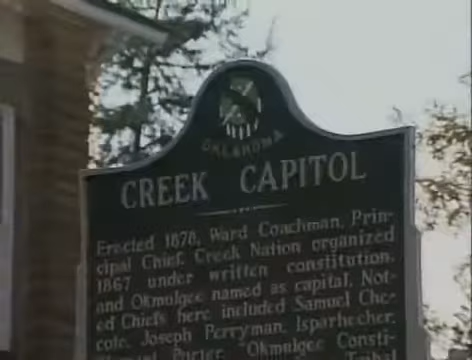 OKLAHOMA
CREEK CAPITOL
Erected 1878, Ward Coachman, Prin-
cipal Chief. Creek Nation organized
1867 under written constitution,
and Okmulgee named as capital. Not-
ed Chiefs here included Samuel Che-
cote, Joseph Perryman, Isparhecher,
Porter. "Okmulgee Consti-